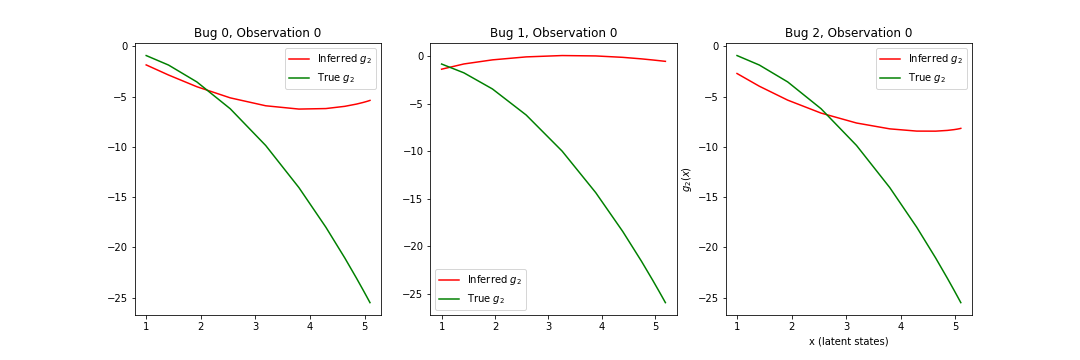 Bug 0, Observation 0
0
−5
−10
−15
−20
−25
1 2 3 4 5
Inferred g₂
True g₂
Bug 1, Observation 0
0
−5
−10
−15
−20
−25
1 2 3 4 5
Inferred g₂
True g₂
Bug 2, Observation 0
g₂(x)
0
−5
−10
−15
−20
−25
1 2 3 4 5
x (latent states)
Inferred g₂
True g₂